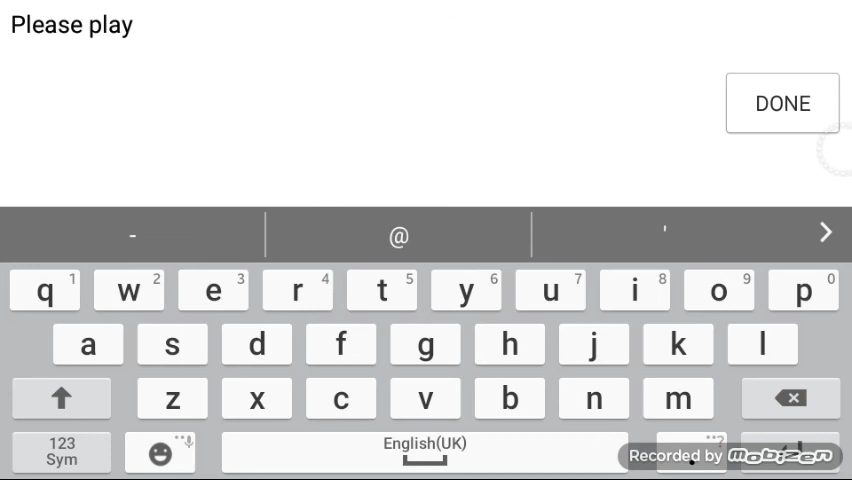 Please play
DONE
- @ '
q 1 w 2 e 3 r 4 t 5 y 6 u 7 i 8 o 9 p 0
a s d f g h j k l
z x c v b n m
123
Sym
English(UK)
Recorded by mobizen